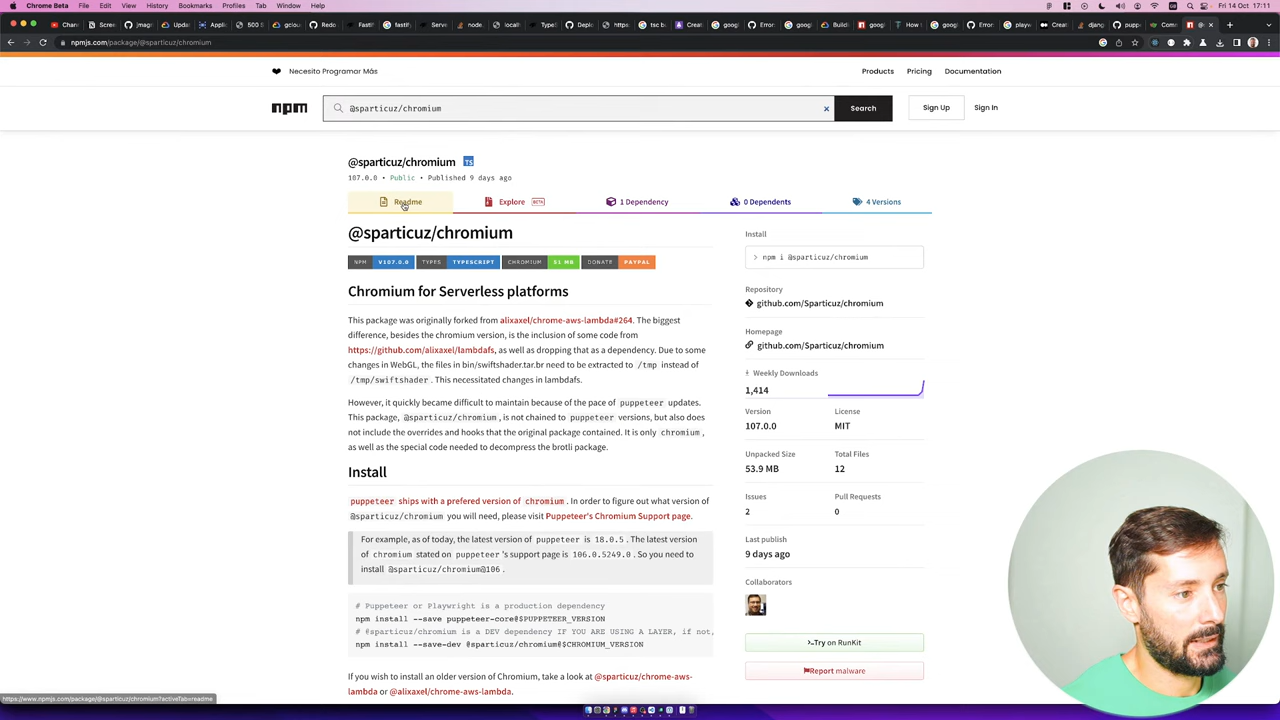 Chrome Beta File Edit View History Bookmarks Profiles Tab Window Help Fri 14 Oct 17:11
npmjs.com/package/@sparticuz/chromium
Necesito Programar Más Products Pricing Documentation
npm @sparticuz/chromium × Search Sign Up Sign In
@sparticuz/chromium TS
107.0.0 • Public • Published 9 days ago
Readme Explore BETA 1 Dependency 0 Dependents 4 Versions
@sparticuz/chromium
NPM V107.0.0 TYPES TYPESCRIPT CHROMIUM 51 MB DONATE PAYPAL
Chromium for Serverless platforms
This package was originally forked from alixaxel/chrome-aws-lambda#264. The biggest
difference, besides the chromium version, is the inclusion of some code from
https://github.com/alixaxel/lambdafs, as well as dropping that as a dependency. Due to some
changes in WebGL, the files in bin/swiftshader.tar.br need to be extracted to /tmp instead of
/tmp/swiftshader. This necessitated changes in lambdafs.
However, it quickly became difficult to maintain because of the pace of puppeteer updates.
This package, @sparticuz/chromium, is not chained to puppeteer versions, but also does
not include the overrides and hooks that the original package contained. It is only chromium,
as well as the special code needed to decompress the brotli package.
Install
puppeteer ships with a prefered version of chromium. In order to figure out what version of
@sparticuz/chromium you will need, please visit Puppeteer's Chromium Support page.
For example, as of today, the latest version of puppeteer is 18.0.5. The latest version
of chromium stated on puppeteer's support page is 106.0.5249.0. So you need to
install @sparticuz/chromium@106.
# Puppeteer or Playwright is a production dependency
npm install --save puppeteer-core@$PUPPETEER_VERSION
# @sparticuz/chromium is a DEV dependency IF YOU ARE USING A LAYER, if not,
npm install --save-dev @sparticuz/chromium@$CHROMIUM_VERSION
If you wish to install an older version of Chromium, take a look at @sparticuz/chrome-aws-
lambda or @alixaxel/chrome-aws-lambda.
Install
> npm i @sparticuz/chromium
Repository
github.com/Sparticuz/chromium
Homepage
github.com/Sparticuz/chromium
Weekly Downloads
1,414
Version License
107.0.0 MIT
Unpacked Size Total Files
53.9 MB 12
Issues Pull Requests
2 0
Last publish
9 days ago
Collaborators
>-Try on RunKit
Report malware
https://www.npmjs.com/package/@sparticuz/chromium?activeTab=readme